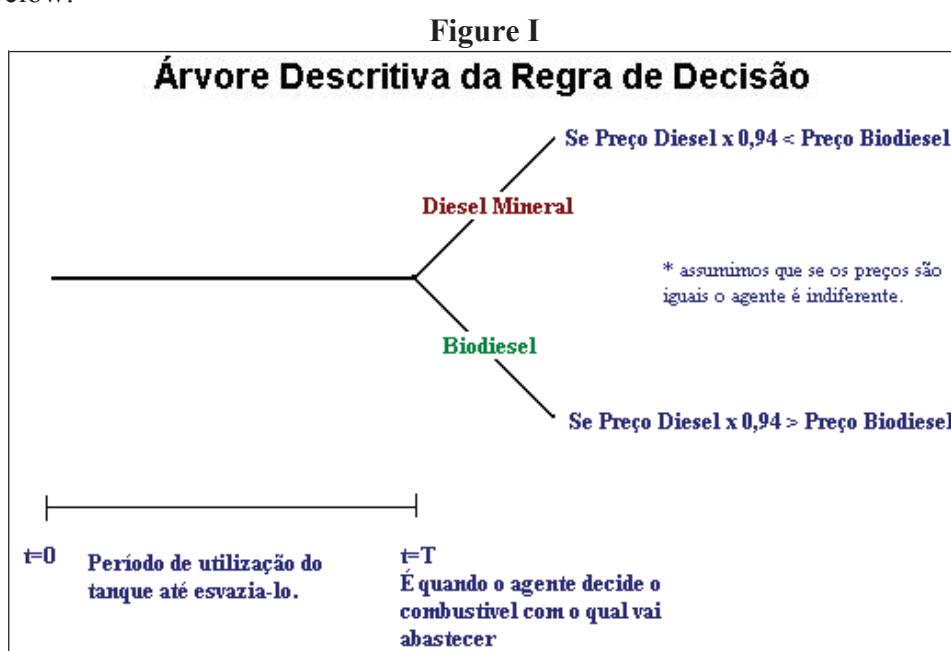 below.
Figure I
Árvore Descritiva da Regra de Decisão
Se Preço Diesel x 0,94 < Preço Biodiesel
Diesel Mineral
* assumimos que se os preços são
iguais o agente é indiferente.
Biodiesel
Se Preço Diesel x 0,94 > Preço Biodiesel
t=0
Período de utilização do
tanque até esvazia-lo.
t=T
É quando o agente decide o
combustivel com o qual vai
abastecer